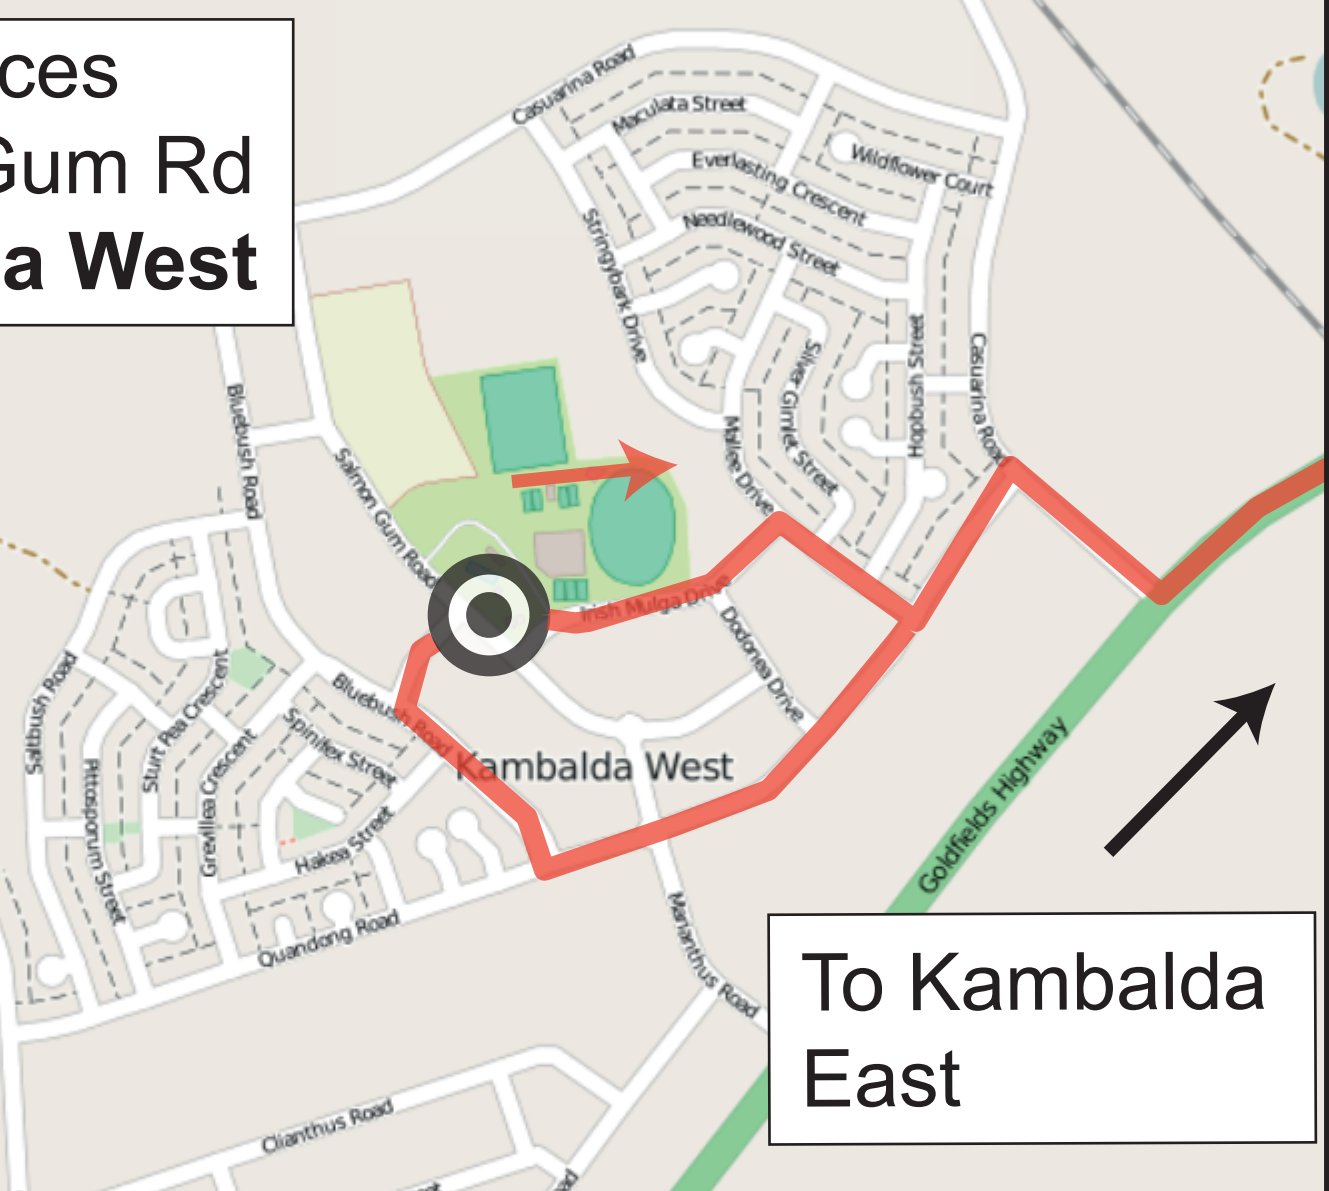 ces
Gum Rd
a West
Casuarina Road
Maculata Street
Wildflower Court
Everlasting Crescent
Needlewood Street
Stringybark Drive
Silver Gimlet Street
Hopbush Street
Casuarina Road
Mallee Drive
Bluebush Road
Salmon Gum Road
Irish Mulga Drive
Dodonea Drive
Bluebush Road
Saltbush Road
Sturt Pea Crescent
Spinifex Street
Kambalda West
Grevillea Crescent
Pittosporum Street
Hakea Street
Goldfields Highway
Quandong Road
Marianthus Road
To Kambalda
East
Clianthus Road